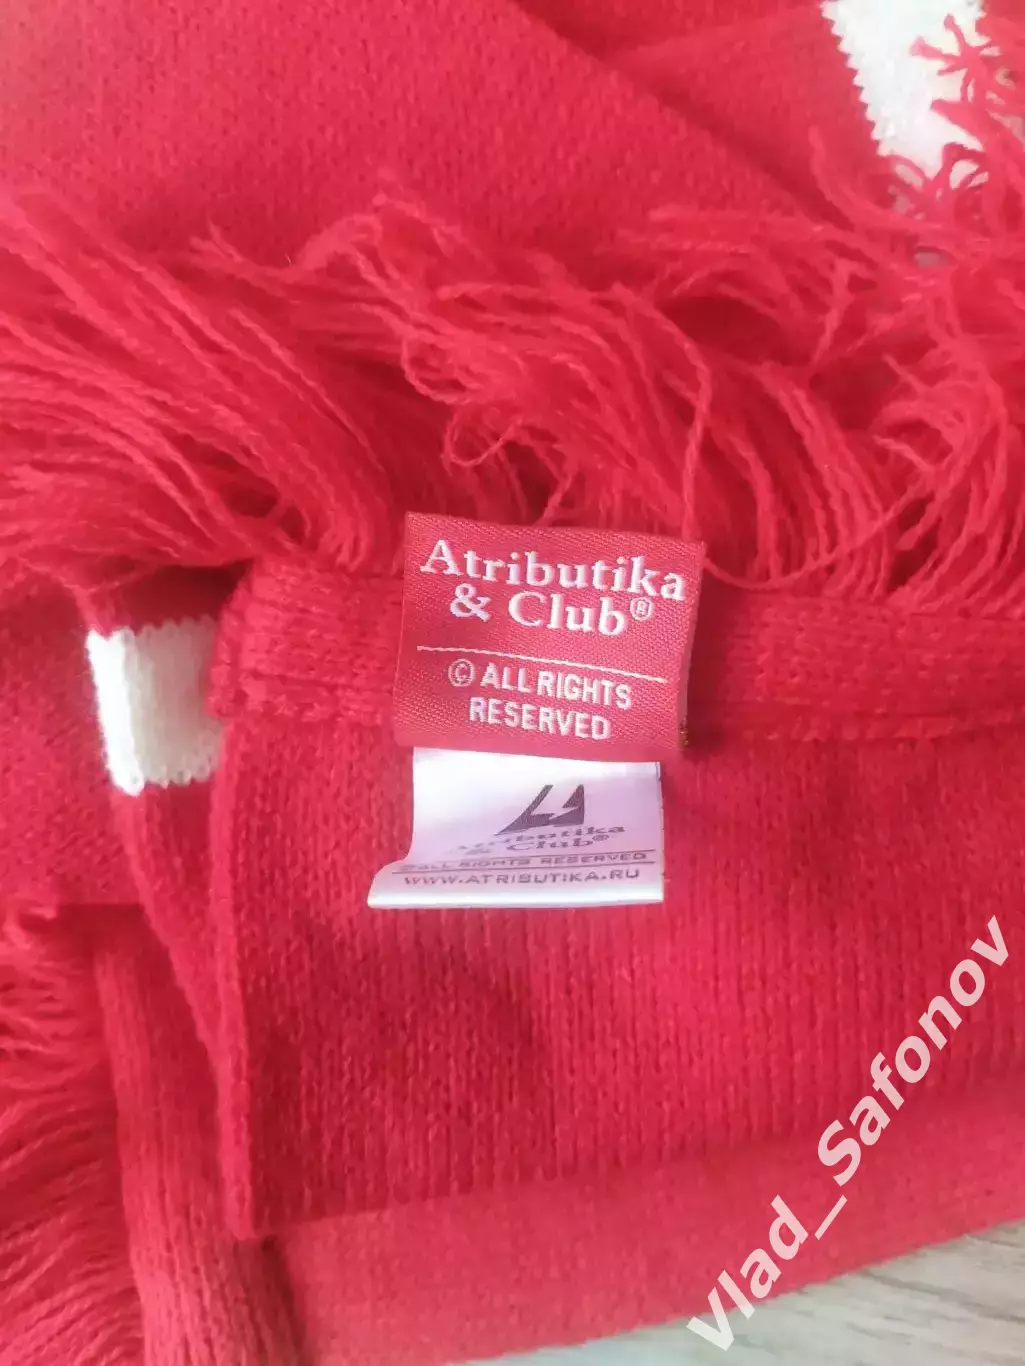 Atributika
& Club®
© ALL RIGHTS
RESERVED
Atributika
& Club®
©ALL RIGHTS RESERVED
WWW.ATRIBUTIKA.RU
Vlad_Safonov